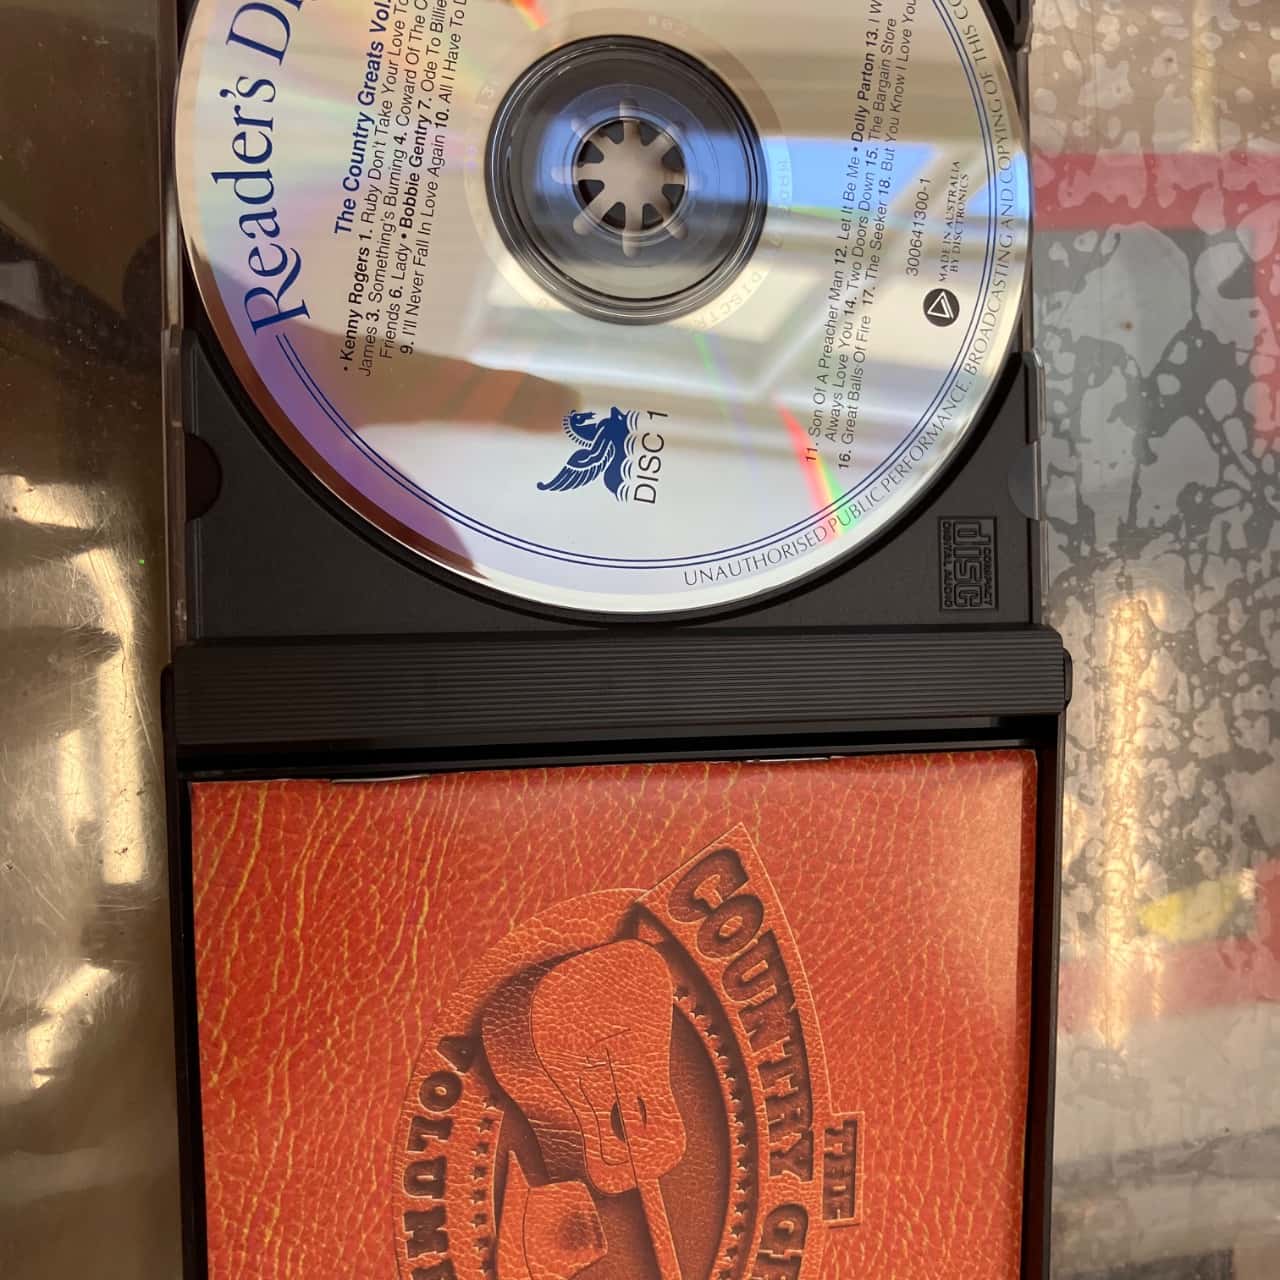 Reader's
The Country Greats Vol.
• Kenny Rogers 1. Ruby Don't Take Your Love To
James 3. Something's Burning 4. Coward Of The
Friends 6. Lady • Bobbie Gentry 7. Ode To Billie
9. I'll Never Fall In Love Again 10. All I Have To
11. Son Of A Preacher Man 12. Let It Be Me • Dolly Parton 13. I
Always Love You 14. Two Doors Down 15. The Bargain Store
16. Great Balls Of Fire 17. The Seeker 18. But You Know I Love You
300641300-1
MADE IN AUSTRALIA
BY DISCTRONICS
DISC 1
UNAUTHORISED PUBLIC PERFORMANCE, BROADCASTING AND COPYING OF THIS
COMPACT
disc
DIGITAL AUDIO
THE
COUNTRY